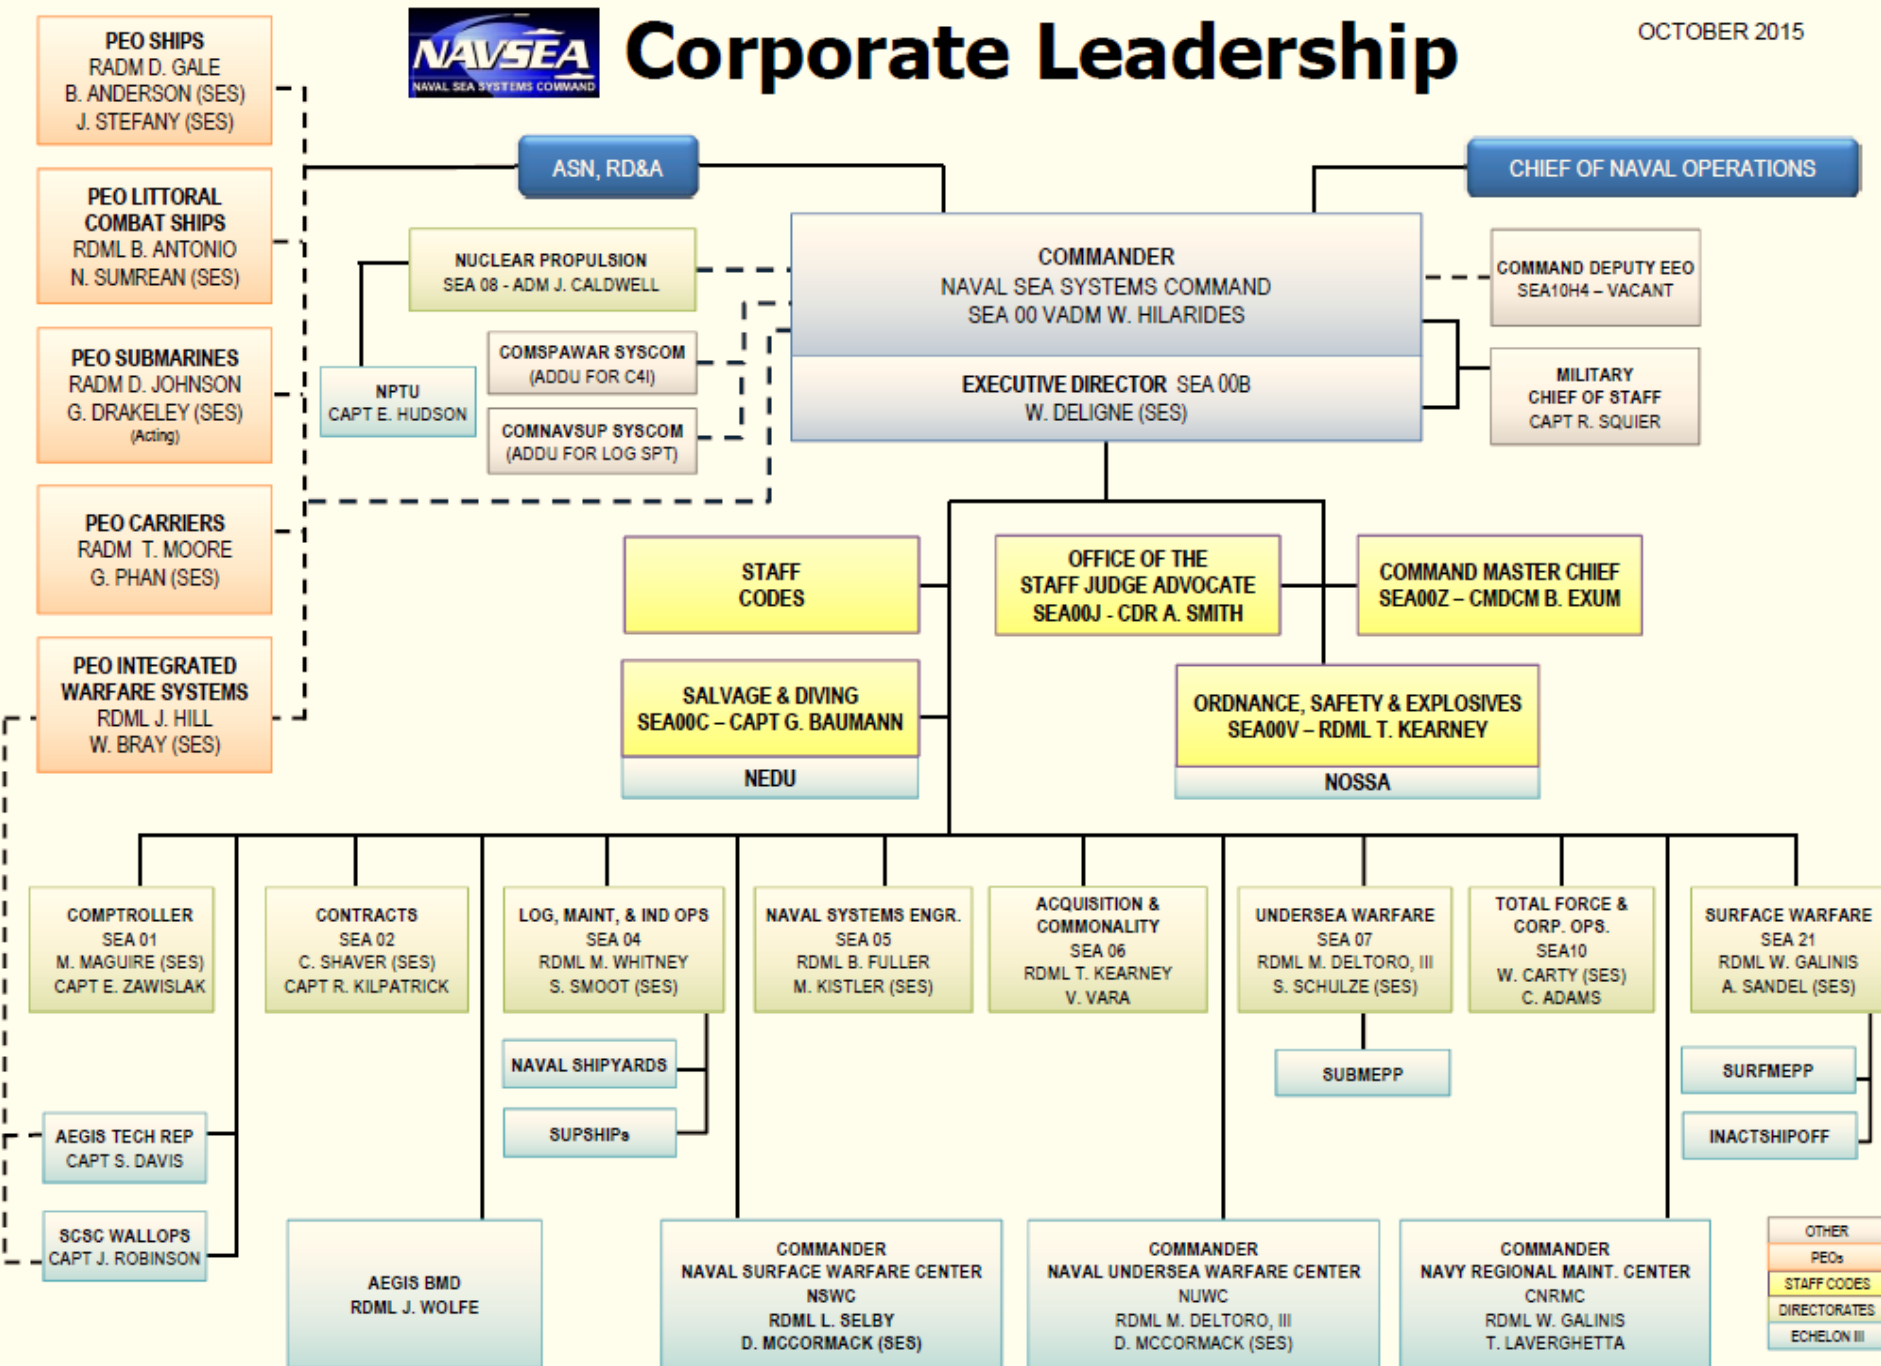 NAVSEA
NAVAL SEA SYSTEMS COMMAND
Corporate Leadership
OCTOBER 2015
PEO SHIPS
RADM D. GALE
B. ANDERSON (SES)
J. STEFANY (SES)
PEO LITTORAL
COMBAT SHIPS
RDML B. ANTONIO
N. SUMREAN (SES)
PEO SUBMARINES
RADM D. JOHNSON
G. DRAKELEY (SES)
(Acting)
PEO CARRIERS
RADM T. MOORE
G. PHAN (SES)
PEO INTEGRATED
WARFARE SYSTEMS
RDML J. HILL
W. BRAY (SES)
ASN, RD&A
CHIEF OF NAVAL OPERATIONS
NUCLEAR PROPULSION
SEA 08 - ADM J. CALDWELL
NPTU
CAPT E. HUDSON
COMSPAWAR SYSCOM
(ADDU FOR C4I)
COMNAVSUP SYSCOM
(ADDU FOR LOG SPT)
COMMANDER
NAVAL SEA SYSTEMS COMMAND
SEA 00 VADM W. HILARIDES
EXECUTIVE DIRECTOR SEA 00B
W. DELIGNE (SES)
COMMAND DEPUTY EEO
SEA10H4 – VACANT
MILITARY
CHIEF OF STAFF
CAPT R. SQUIER
STAFF
CODES
OFFICE OF THE
STAFF JUDGE ADVOCATE
SEA00J - CDR A. SMITH
COMMAND MASTER CHIEF
SEA00Z – CMDCM B. EXUM
SALVAGE & DIVING
SEA00C – CAPT G. BAUMANN
NEDU
ORDNANCE, SAFETY & EXPLOSIVES
SEA00V – RDML T. KEARNEY
NOSSA
COMPTROLLER
SEA 01
M. MAGUIRE (SES)
CAPT E. ZAWISLAK
CONTRACTS
SEA 02
C. SHAVER (SES)
CAPT R. KILPATRICK
LOG, MAINT, & IND OPS
SEA 04
RDML M. WHITNEY
S. SMOOT (SES)
NAVAL SYSTEMS ENGR.
SEA 05
RDML B. FULLER
M. KISTLER (SES)
ACQUISITION &
COMMONALITY
SEA 06
RDML T. KEARNEY
V. VARA
UNDERSEA WARFARE
SEA 07
RDML M. DELTORO, III
S. SCHULZE (SES)
TOTAL FORCE &
CORP. OPS.
SEA10
W. CARTY (SES)
C. ADAMS
SURFACE WARFARE
SEA 21
RDML W. GALINIS
A. SANDEL (SES)
NAVAL SHIPYARDS
SUPSHIPs
SUBMEPP
SURFMEPP
INACTSHIPOFF
AEGIS TECH REP
CAPT S. DAVIS
SCSC WALLOPS
CAPT J. ROBINSON
AEGIS BMD
RDML J. WOLFE
COMMANDER
NAVAL SURFACE WARFARE CENTER
NSWC
RDML L. SELBY
D. MCCORMACK (SES)
COMMANDER
NAVAL UNDERSEA WARFARE CENTER
NUWC
RDML M. DELTORO, III
D. MCCORMACK (SES)
COMMANDER
NAVY REGIONAL MAINT. CENTER
CNRMC
RDML W. GALINIS
T. LAVERGHETTA
OTHER
PEOs
STAFF CODES
DIRECTORATES
ECHELON III